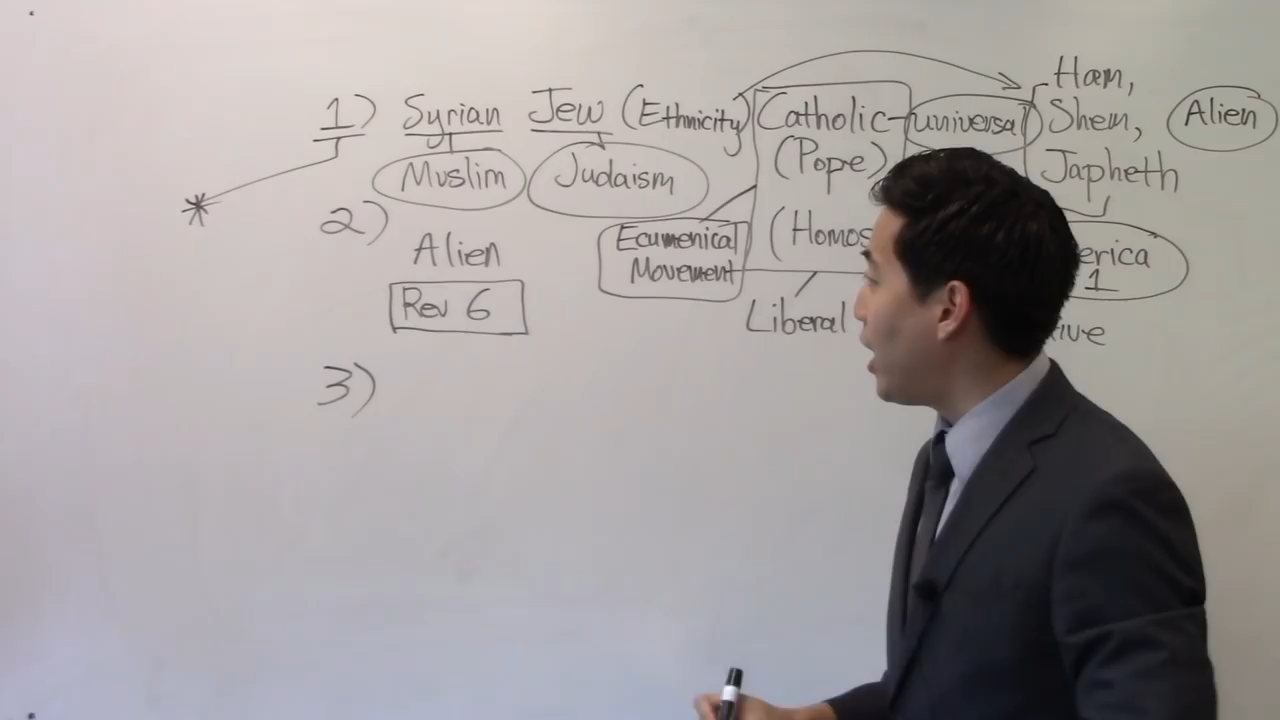 1) Syrian Jew (Ethnicity) Catholic - universal Ham,
Shem, Alien
Muslim Judaism (Pope) Japheth
2) Alien Ecumenical
Movement
Rev 6 Liberal
3)
1